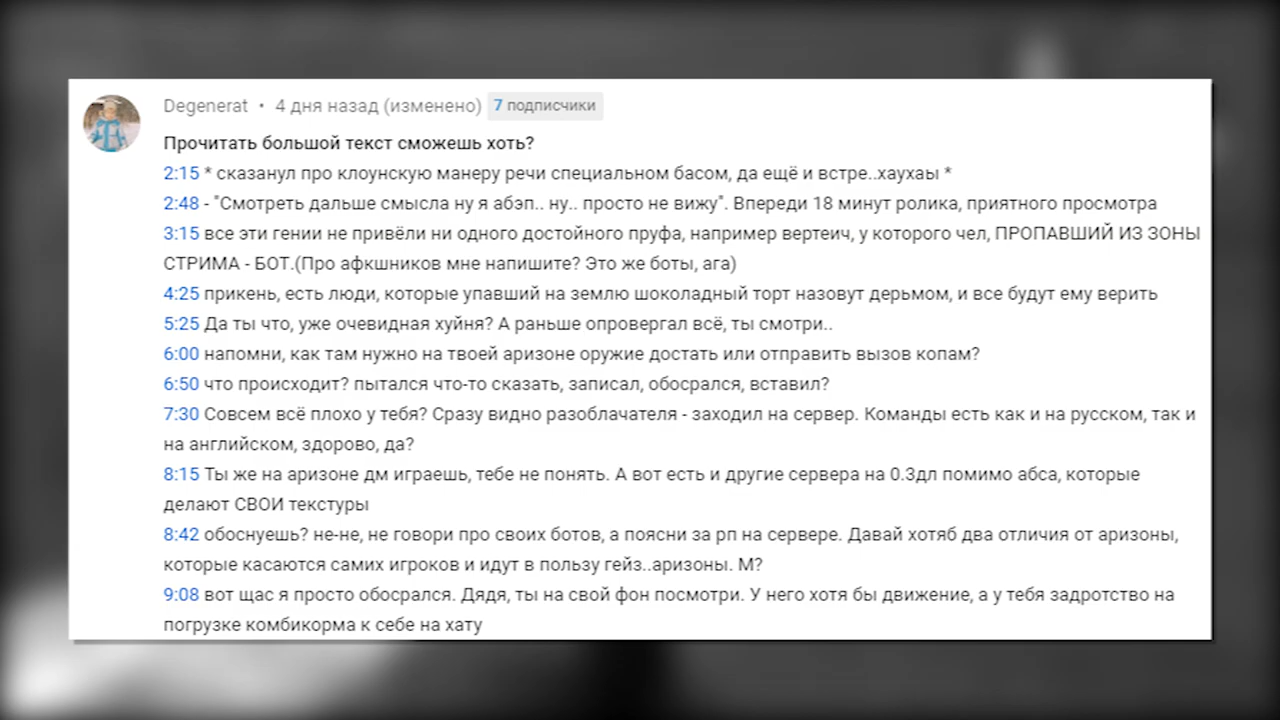 Degenerat • 4 дня назад (изменено) 7 подписчики
Прочитать большой текст сможешь хоть?
2:15 * сказанул про клоунскую манеру речи специальном басом, да ещё и встре..хаухаы *
2:48 - "Смотреть дальше смысла ну я абэп.. ну.. просто не вижу". Впереди 18 минут ролика, приятного просмотра
3:15 все эти гении не привёли ни одного достойного пруфа, например вертеич, у которого чел, ПРОПАВШИЙ ИЗ ЗОНЫ
СТРИМА - БОТ.(Про афкшников мне напишите? Это же боты, ага)
4:25 прикень, есть люди, которые упавший на землю шоколадный торт назовут дерьмом, и все будут ему верить
5:25 Да ты что, уже очевидная хуйня? А раньше опровергал всё, ты смотри..
6:00 напомни, как там нужно на твоей аризоне оружие достать или отправить вызов копам?
6:50 что происходит? пытался что-то сказать, записал, обосрался, вставил?
7:30 Совсем всё плохо у тебя? Сразу видно разоблачателя - заходил на сервер. Команды есть как и на русском, так и
на английском, здорово, да?
8:15 Ты же на аризоне дм играешь, тебе не понять. А вот есть и другие сервера на 0.3дл помимо абса, которые
делают СВОИ текстуры
8:42 обоснуешь? не-не, не говори про своих ботов, а поясни за рп на сервере. Давай хотяб два отличия от аризоны,
которые касаются самих игроков и идут в пользу гейз..аризоны. М?
9:08 вот щас я просто обосрался. Дядя, ты на свой фон посмотри. У него хотя бы движение, а у тебя задротство на
погрузке комбикорма к себе на хату